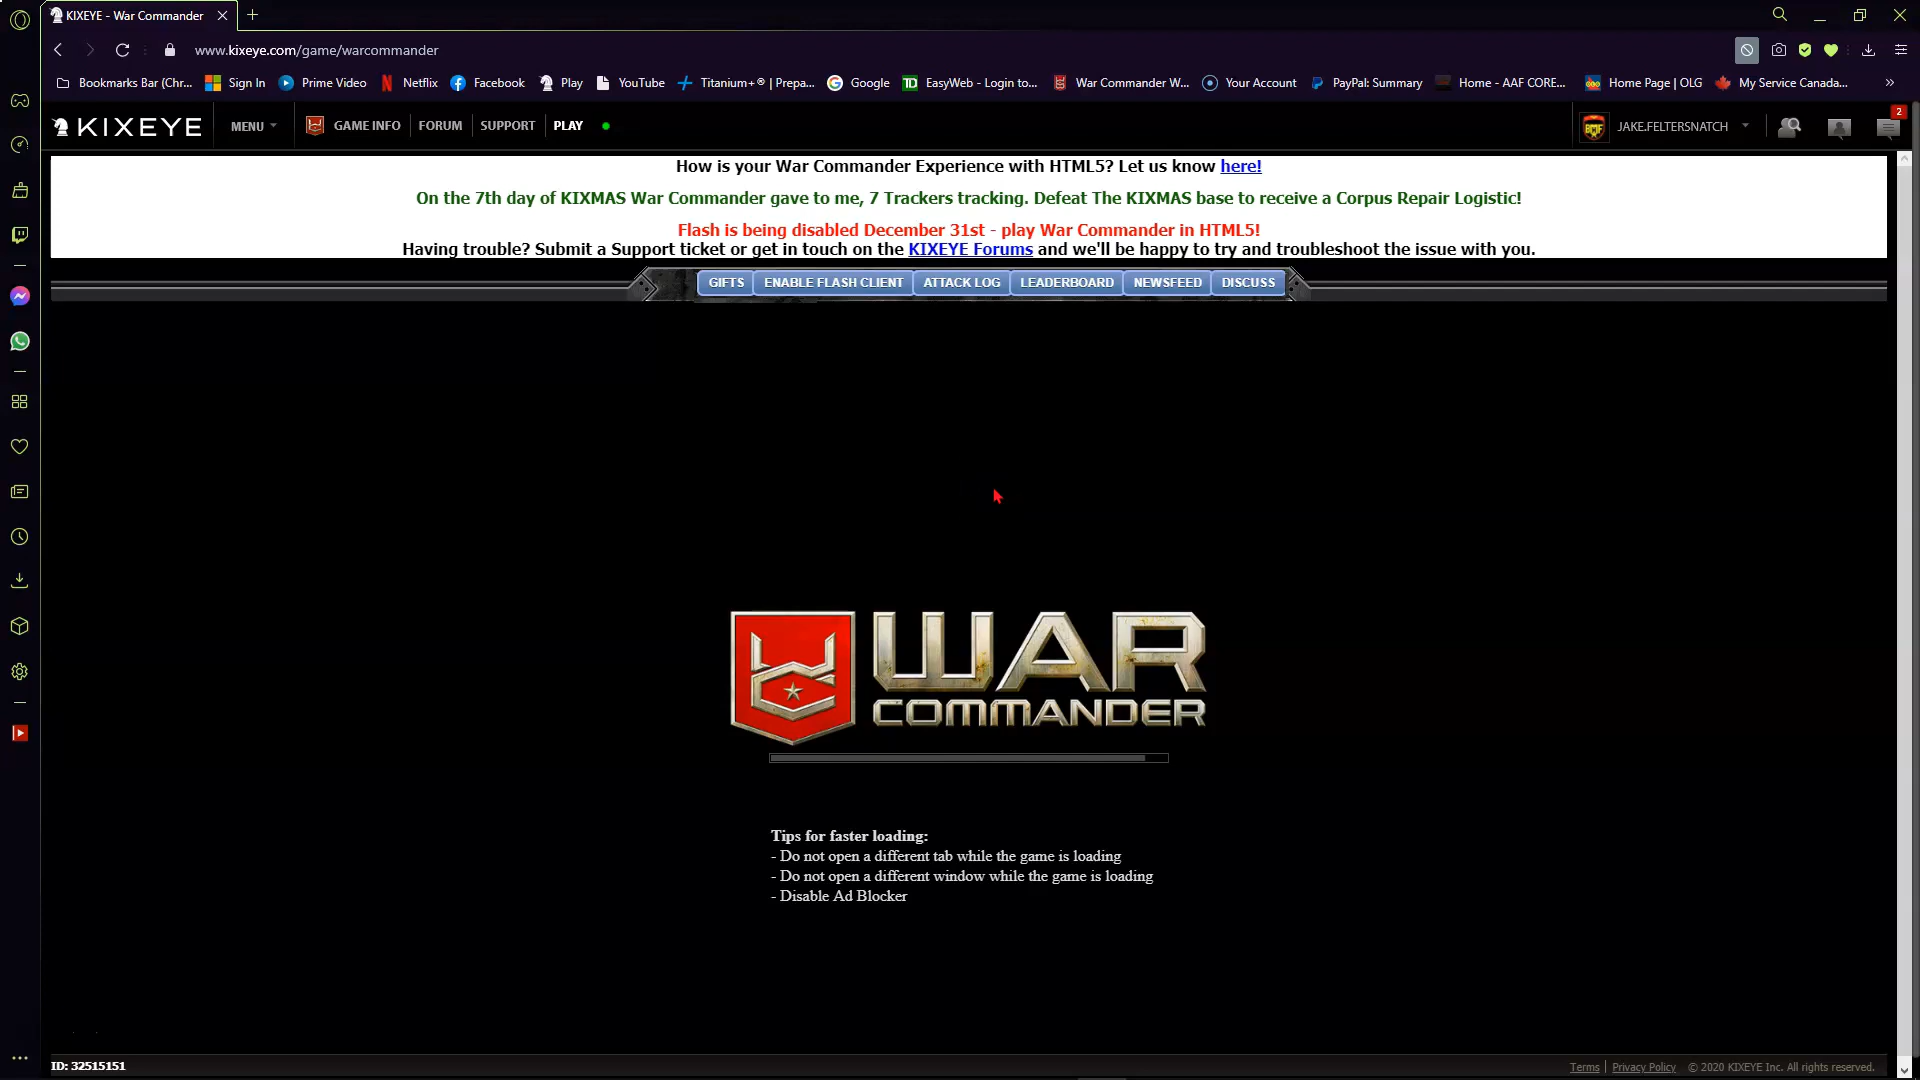 KIXEYE - War Commander
www.kixeye.com/game/warcommander
Bookmarks Bar (Chr... Sign In Prime Video Netflix Facebook Play YouTube Titanium+® | Prepa... Google EasyWeb - Login to... War Commander W... Your Account PayPal: Summary Home - AAF CORE... Home Page | OLG My Service Canada... »
KIXEYE MENU GAME INFO FORUM SUPPORT PLAY JAKE.FELTERSNATCH 2
How is your War Commander Experience with HTML5? Let us know here!
On the 7th day of KIXMAS War Commander gave to me, 7 Trackers tracking. Defeat The KIXMAS base to receive a Corpus Repair Logistic!
Flash is being disabled December 31st - play War Commander in HTML5!
Having trouble? Submit a Support ticket or get in touch on the KIXEYE Forums and we'll be happy to try and troubleshoot the issue with you.
GIFTS ENABLE FLASH CLIENT ATTACK LOG LEADERBOARD NEWSFEED DISCUSS
WAR
COMMANDER
Tips for faster loading:
- Do not open a different tab while the game is loading
- Do not open a different window while the game is loading
- Disable Ad Blocker
ID: 32515151 Terms | Privacy Policy © 2020 KIXEYE Inc. All rights reserved.